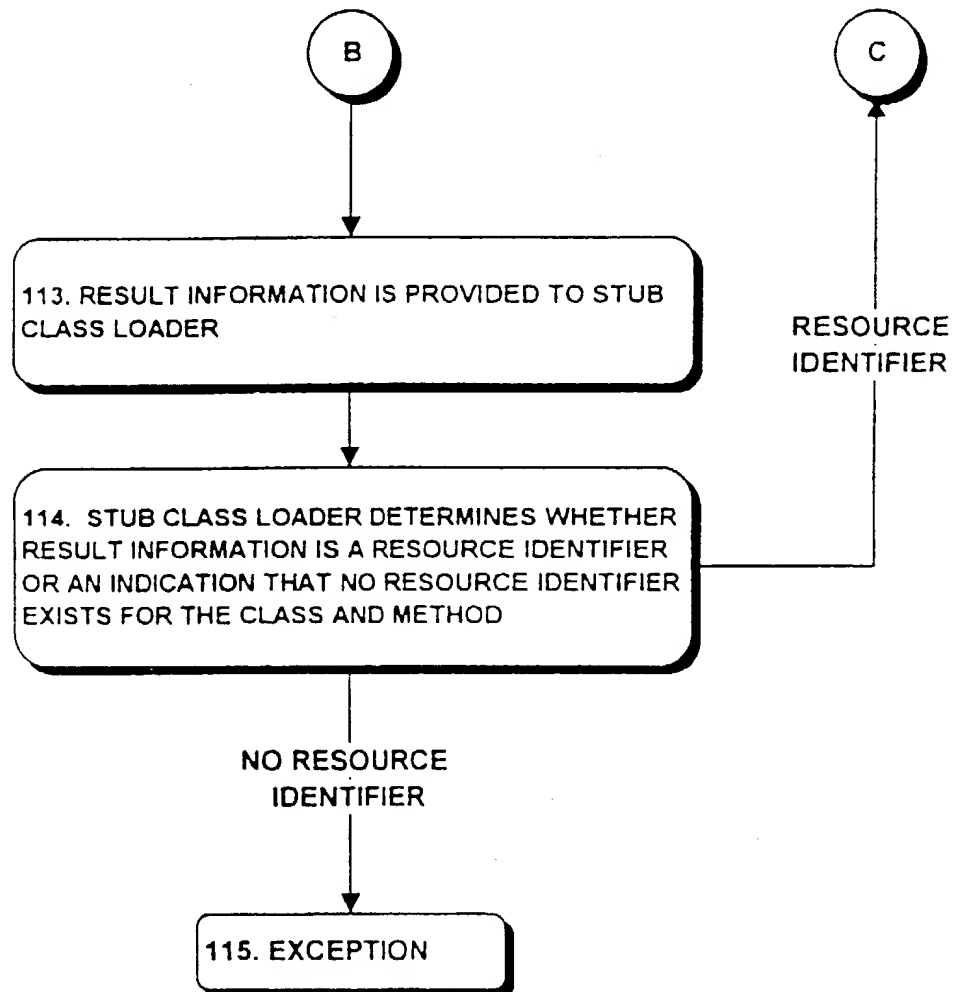 B
C
113. RESULT INFORMATION IS PROVIDED TO STUB
CLASS LOADER
RESOURCE
IDENTIFIER
114. STUB CLASS LOADER DETERMINES WHETHER
RESULT INFORMATION IS A RESOURCE IDENTIFIER
OR AN INDICATION THAT NO RESOURCE IDENTIFIER
EXISTS FOR THE CLASS AND METHOD
NO RESOURCE
IDENTIFIER
115. EXCEPTION